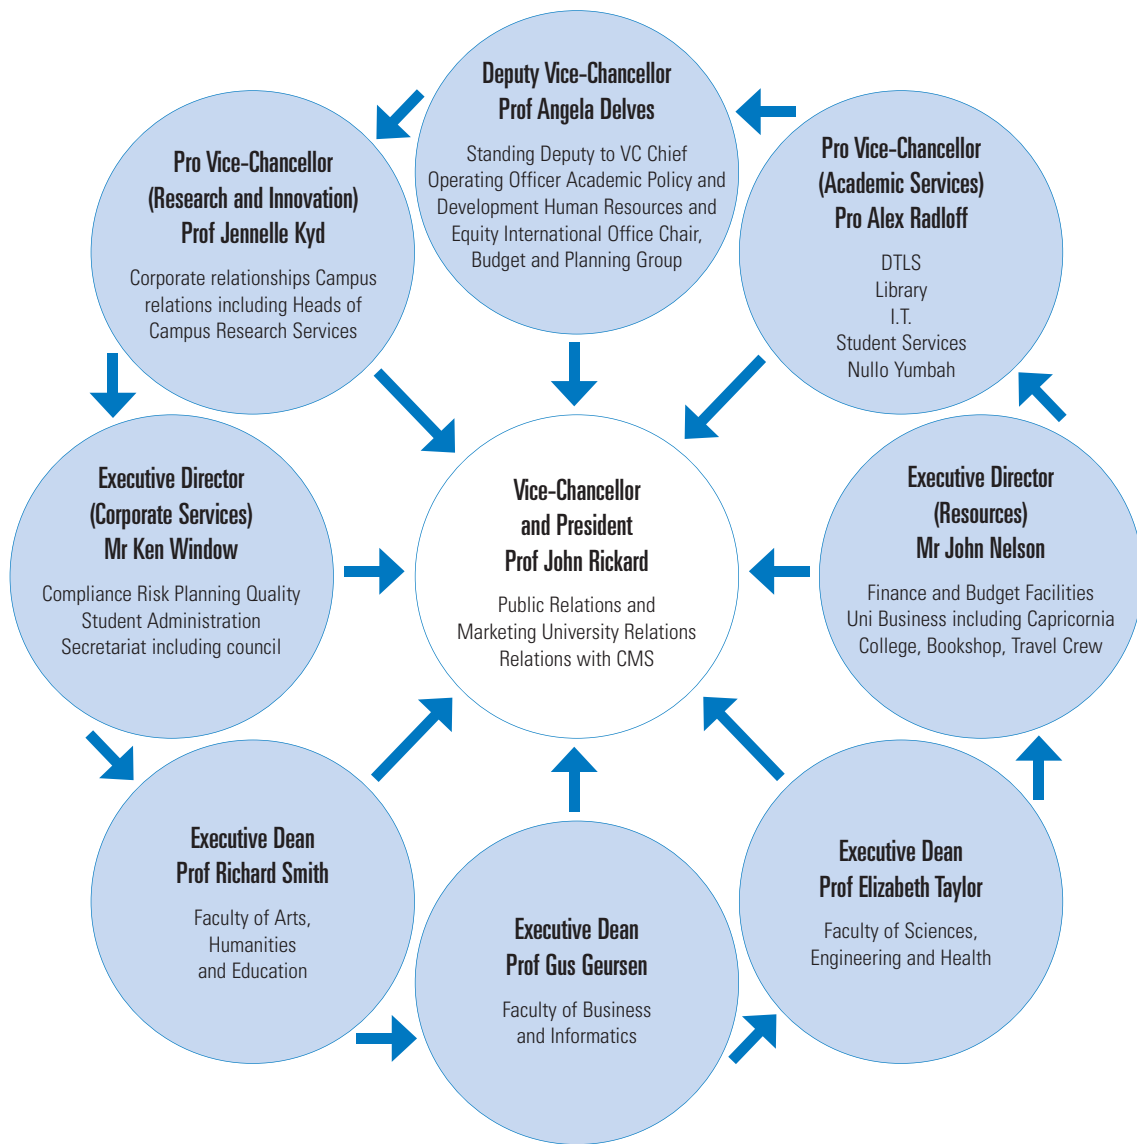 Deputy Vice-Chancellor
Prof Angela Delves
Standing Deputy to VC Chief
Operating Officer Academic Policy and
Development Human Resources and
Equity International Office Chair,
Budget and Planning Group
Pro Vice-Chancellor
(Research and Innovation)
Prof Jennelle Kyd
Corporate relationships Campus
relations including Heads of
Campus Research Services
Pro Vice-Chancellor
(Academic Services)
Pro Alex Radloff
DTLS
Library
I.T.
Student Services
Nullo Yumbah
Executive Director
(Corporate Services)
Mr Ken Window
Compliance Risk Planning Quality
Student Administration
Secretariat including council
Vice-Chancellor
and President
Prof John Rickard
Public Relations and
Marketing University Relations
Relations with CMS
Executive Director
(Resources)
Mr John Nelson
Finance and Budget Facilities
Uni Business including Capricornia
College, Bookshop, Travel Crew
Executive Dean
Prof Richard Smith
Faculty of Arts,
Humanities
and Education
Executive Dean
Prof Gus Geursen
Faculty of Business
and Informatics
Executive Dean
Prof Elizabeth Taylor
Faculty of Sciences,
Engineering and Health